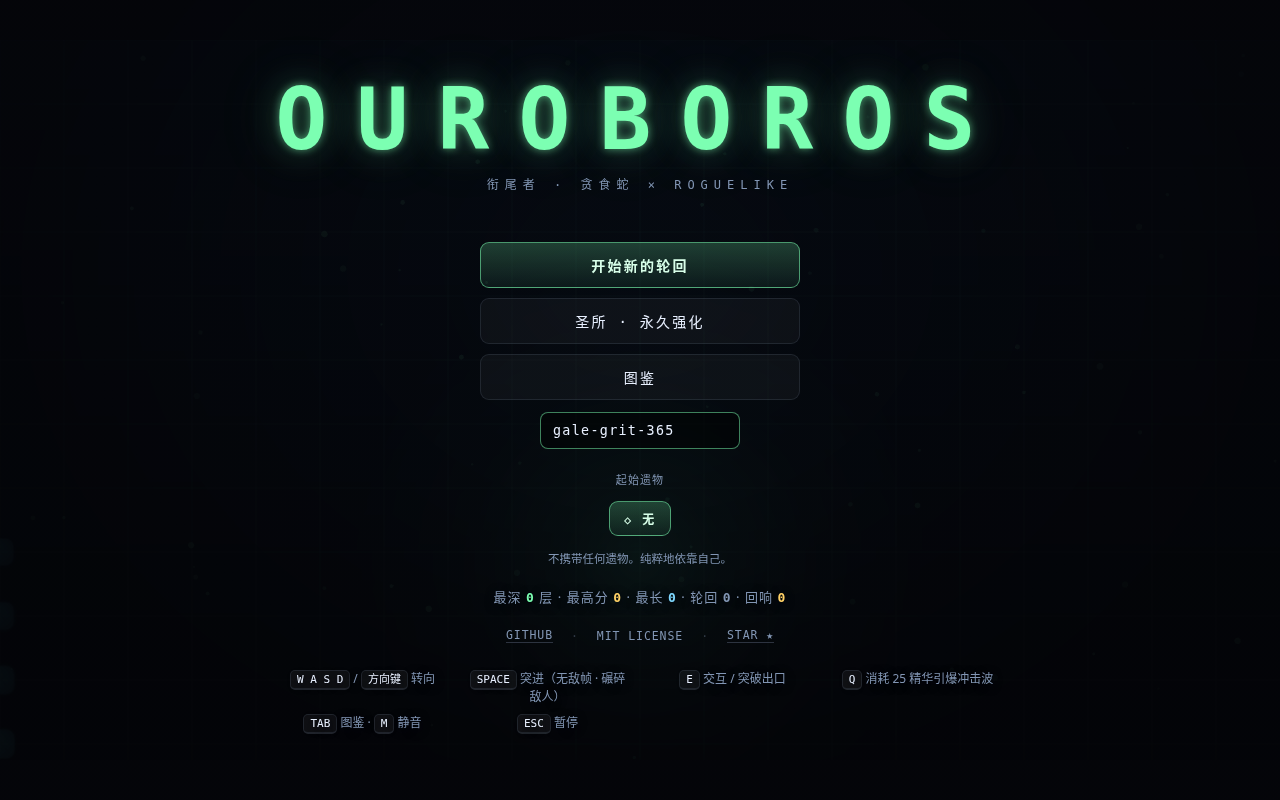 OUROBOROS
衔尾者 · 贪食蛇 × ROGUELIKE
开始新的轮回
圣所 · 永久强化
图鉴
gale-grit-365
起始遗物
◇ 无
不携带任何遗物。纯粹地依靠自己。
最深 0 层 · 最高分 0 · 最长 0 · 轮回 0 · 回响 0
GITHUB · MIT LICENSE · STAR ★
W A S D / 方向键 转向
SPACE 突进（无敌帧 · 碾碎
敌人）
E 交互 / 突破出口
Q 消耗 25 精华引爆冲击波
TAB 图鉴 · M 静音
ESC 暂停